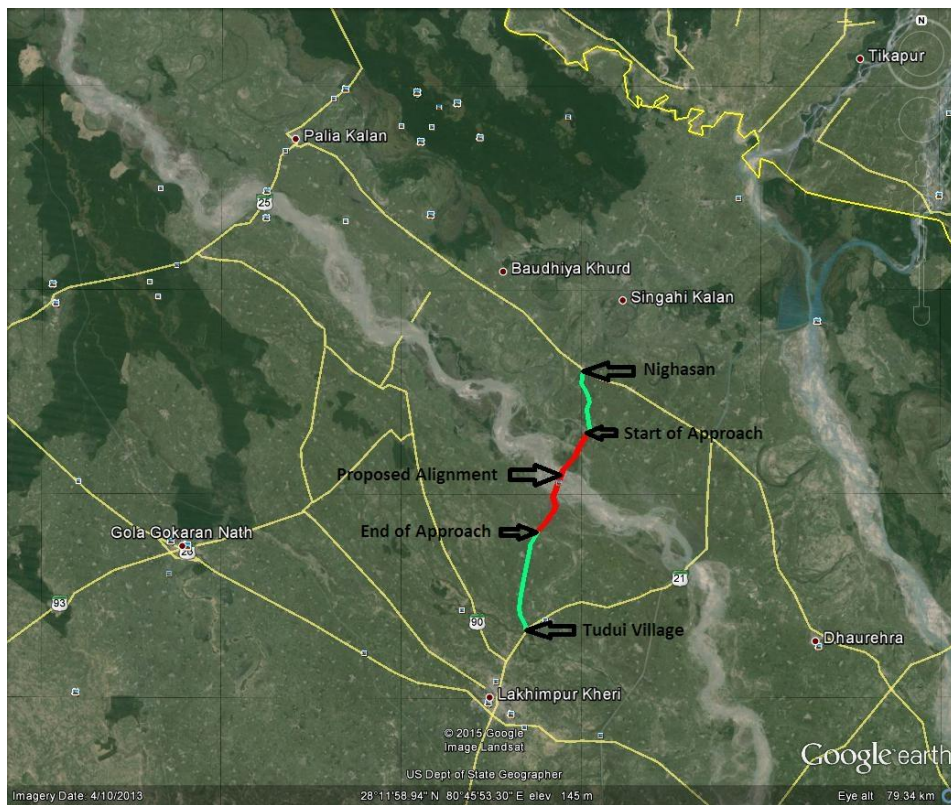 N
Tikapur
Palia Kalan
25
Baudhiya Khurd
Singahi Kalan
Nighasan
Start of Approach
Proposed Alignment
End of Approach
Gola Gokaran Nath
21
93
90
Tudui Village
Dhaurehra
Lakhimpur Kheri
© 2015 Google
Image Landsat
US Dept of State Geographer
Google earth
Imagery Date: 4/10/2013
28°11'58.94" N 80°45'53.30" E elev 145 m
Eye alt 79.34 km